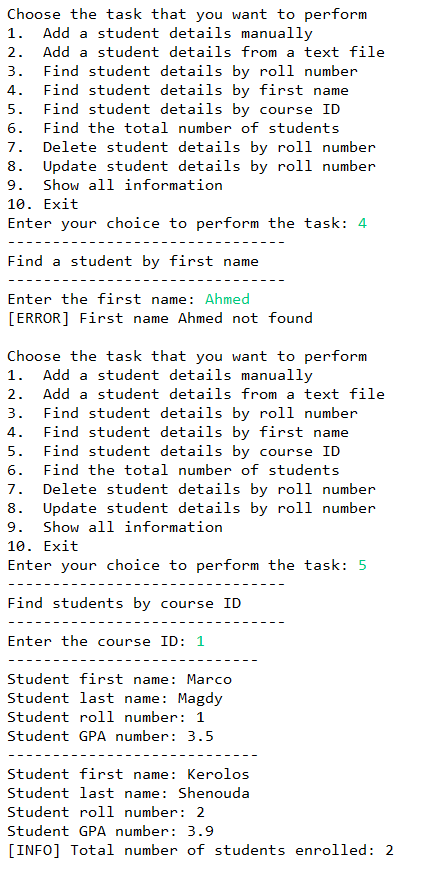 Choose the task that you want to perform
1.  Add a student details manually
2.  Add a student details from a text file
3.  Find student details by roll number
4.  Find student details by first name
5.  Find student details by course ID
6.  Find the total number of students
7.  Delete student details by roll number
8.  Update student details by roll number
9.  Show all information
10. Exit
Enter your choice to perform the task: 4
-------------------------------
Find a student by first name
-------------------------------
Enter the first name: Ahmed
[ERROR] First name Ahmed not found

Choose the task that you want to perform
1.  Add a student details manually
2.  Add a student details from a text file
3.  Find student details by roll number
4.  Find student details by first name
5.  Find student details by course ID
6.  Find the total number of students
7.  Delete student details by roll number
8.  Update student details by roll number
9.  Show all information
10. Exit
Enter your choice to perform the task: 5
-------------------------------
Find students by course ID
-------------------------------
Enter the course ID: 1
----------------------------
Student first name: Marco
Student last name: Magdy
Student roll number: 1
Student GPA number: 3.5
----------------------------
Student first name: Kerolos
Student last name: Shenouda
Student roll number: 2
Student GPA number: 3.9
[INFO] Total number of students enrolled: 2